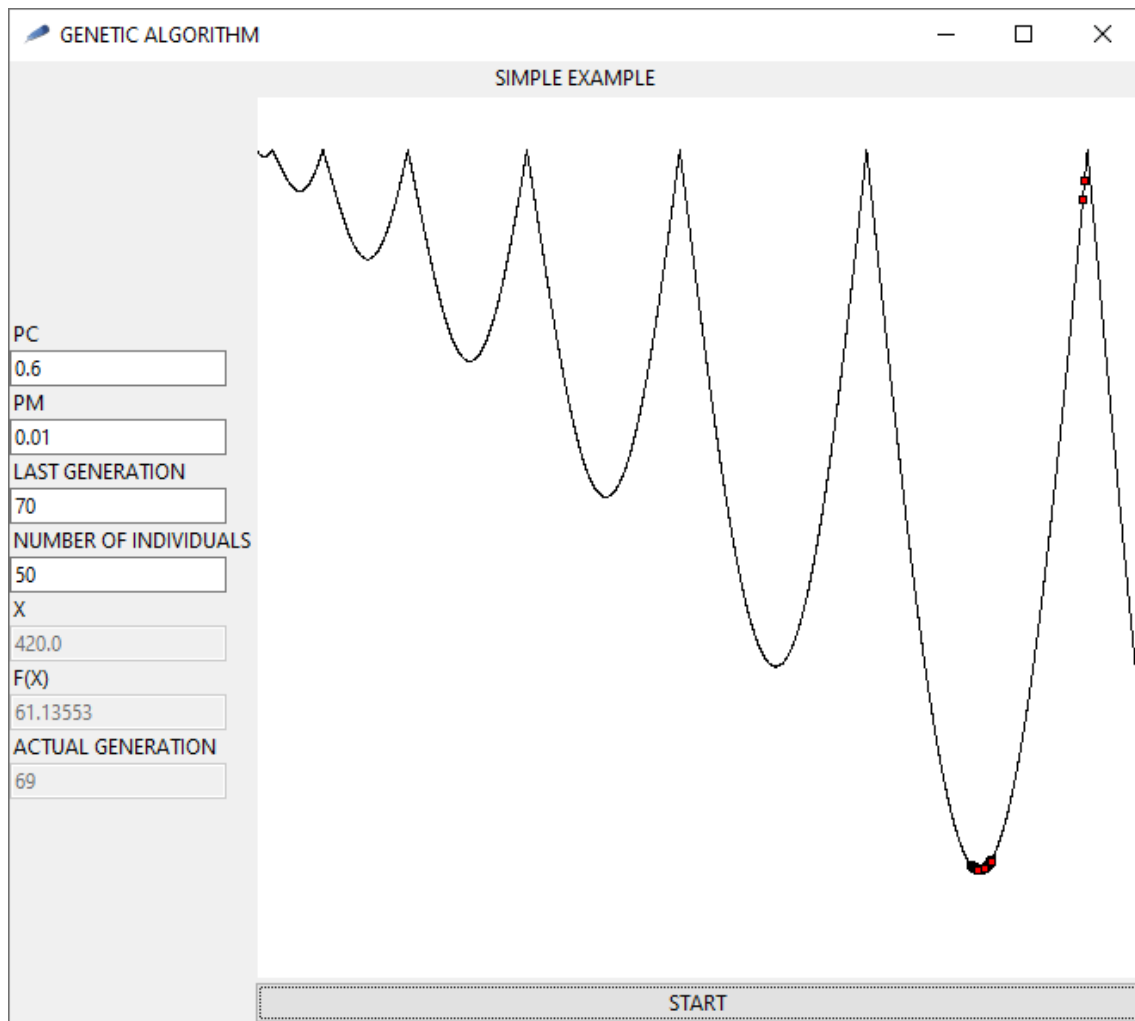 GENETIC ALGORITHM
SIMPLE EXAMPLE
PC
0.6
PM
0.01
LAST GENERATION
70
NUMBER OF INDIVIDUALS
50
X
420.0
F(X)
61.13553
ACTUAL GENERATION
69
START